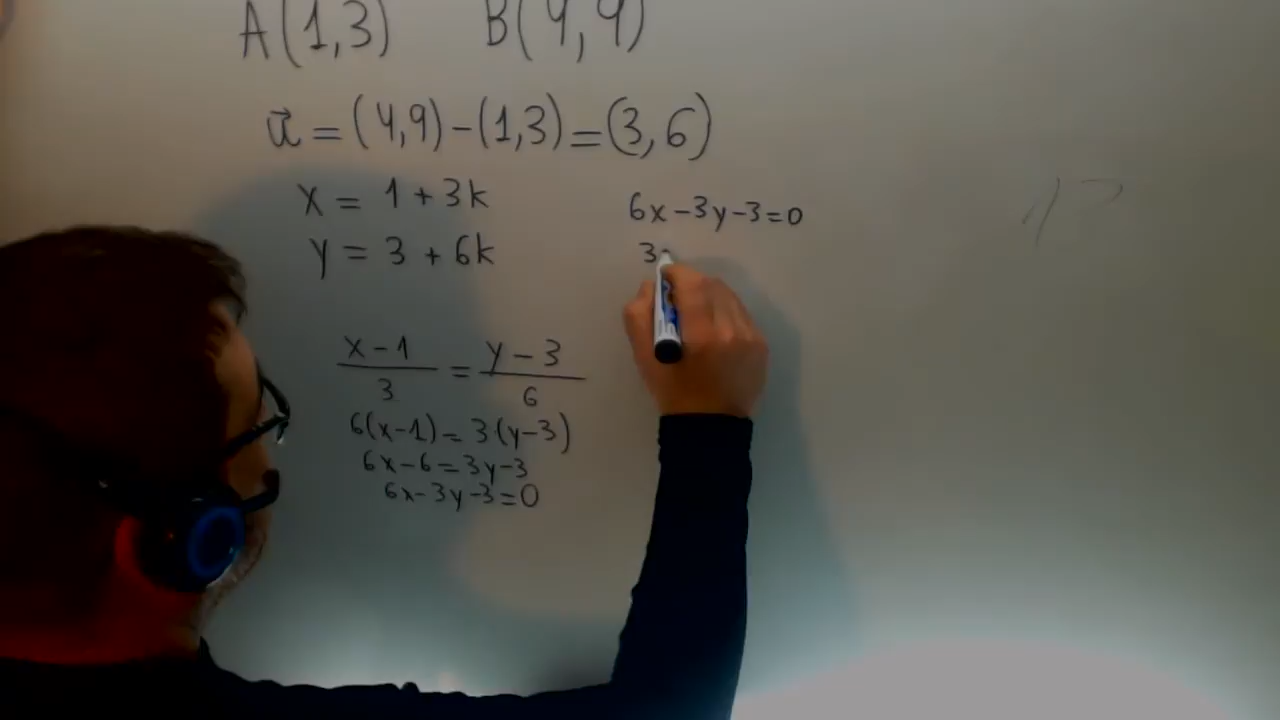 A(1,3) B(4,9)
a⃗ = (4,9)-(1,3)=(3,6)
x = 1 + 3k
y = 3 + 6k
x-1/3 = y-3/6
6(x-1)=3·(y-3)
6x-6=3y-3
6x-3y-3=0
6x-3y-3=0
3